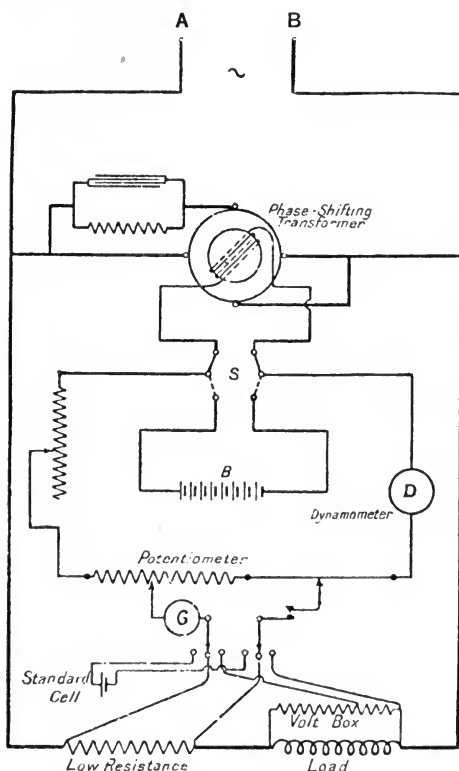 A B
~
Phase-Shifting
Transformer
S
B
D
Dynamometer
Potentiometer
G
Standard
Cell
Volt Box
Low Resistance
Load